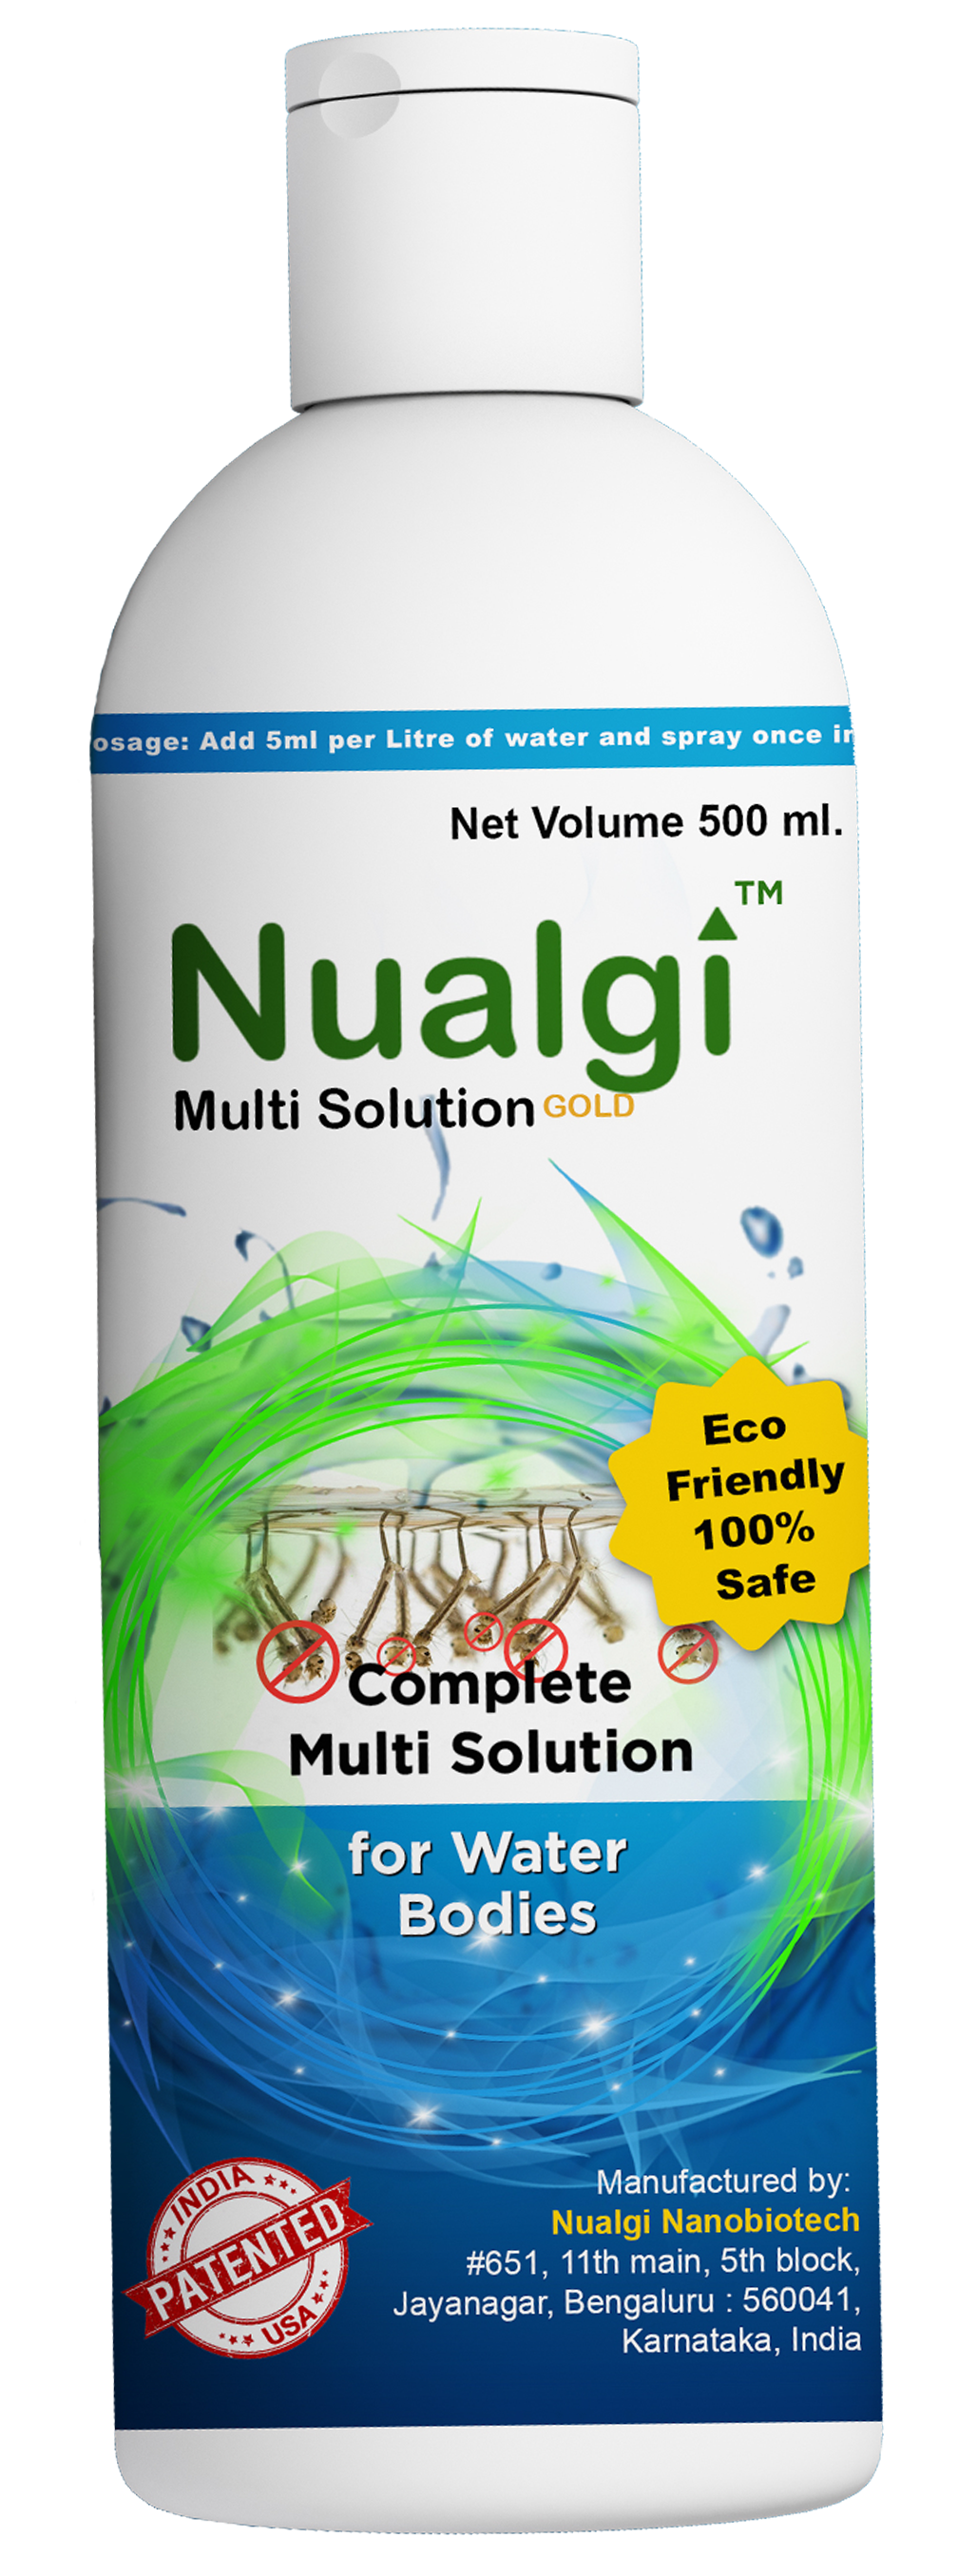 osage: Add 5ml per Litre of water and spray once in
Net Volume 500 ml.
Nualgi™
Multi Solution GOLD
Eco
Friendly
100%
Safe
Complete
Multi Solution
for Water
Bodies
INDIA
PATENTED
USA
Manufactured by:
Nualgi Nanobiotech
#651, 11th main, 5th block,
Jayanagar, Bengaluru : 560041,
Karnataka, India